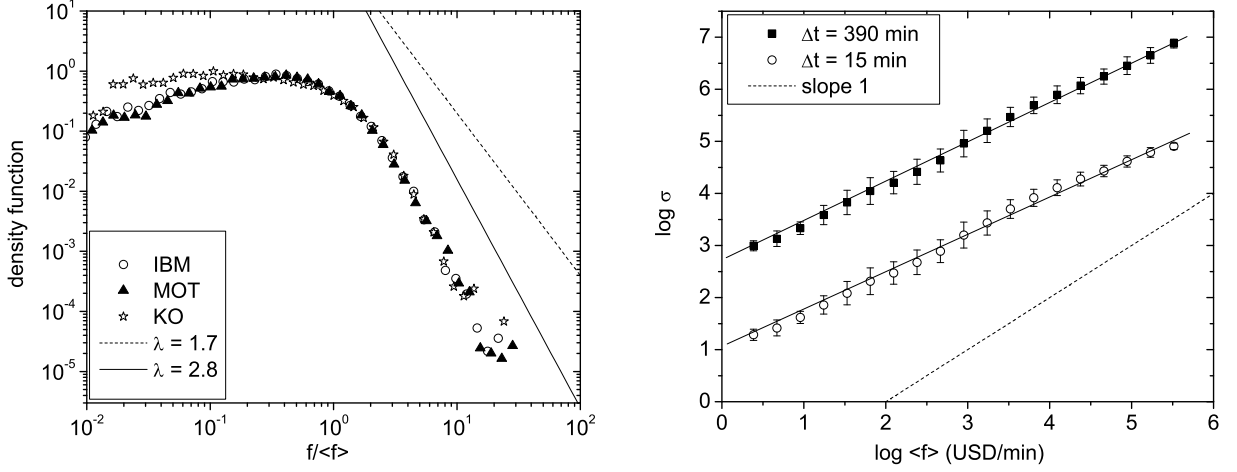 10^1
10^0
10^-1
10^-2
10^-3
10^-4
10^-5
density function
IBM
MOT
KO
λ = 1.7
λ = 2.8
10^-2
10^-1
10^0
10^1
10^2
f/<f>
7
6
5
4
3
2
1
0
log σ
Δt = 390 min
Δt = 15 min
slope 1
0
1
2
3
4
5
6
log <f> (USD/min)